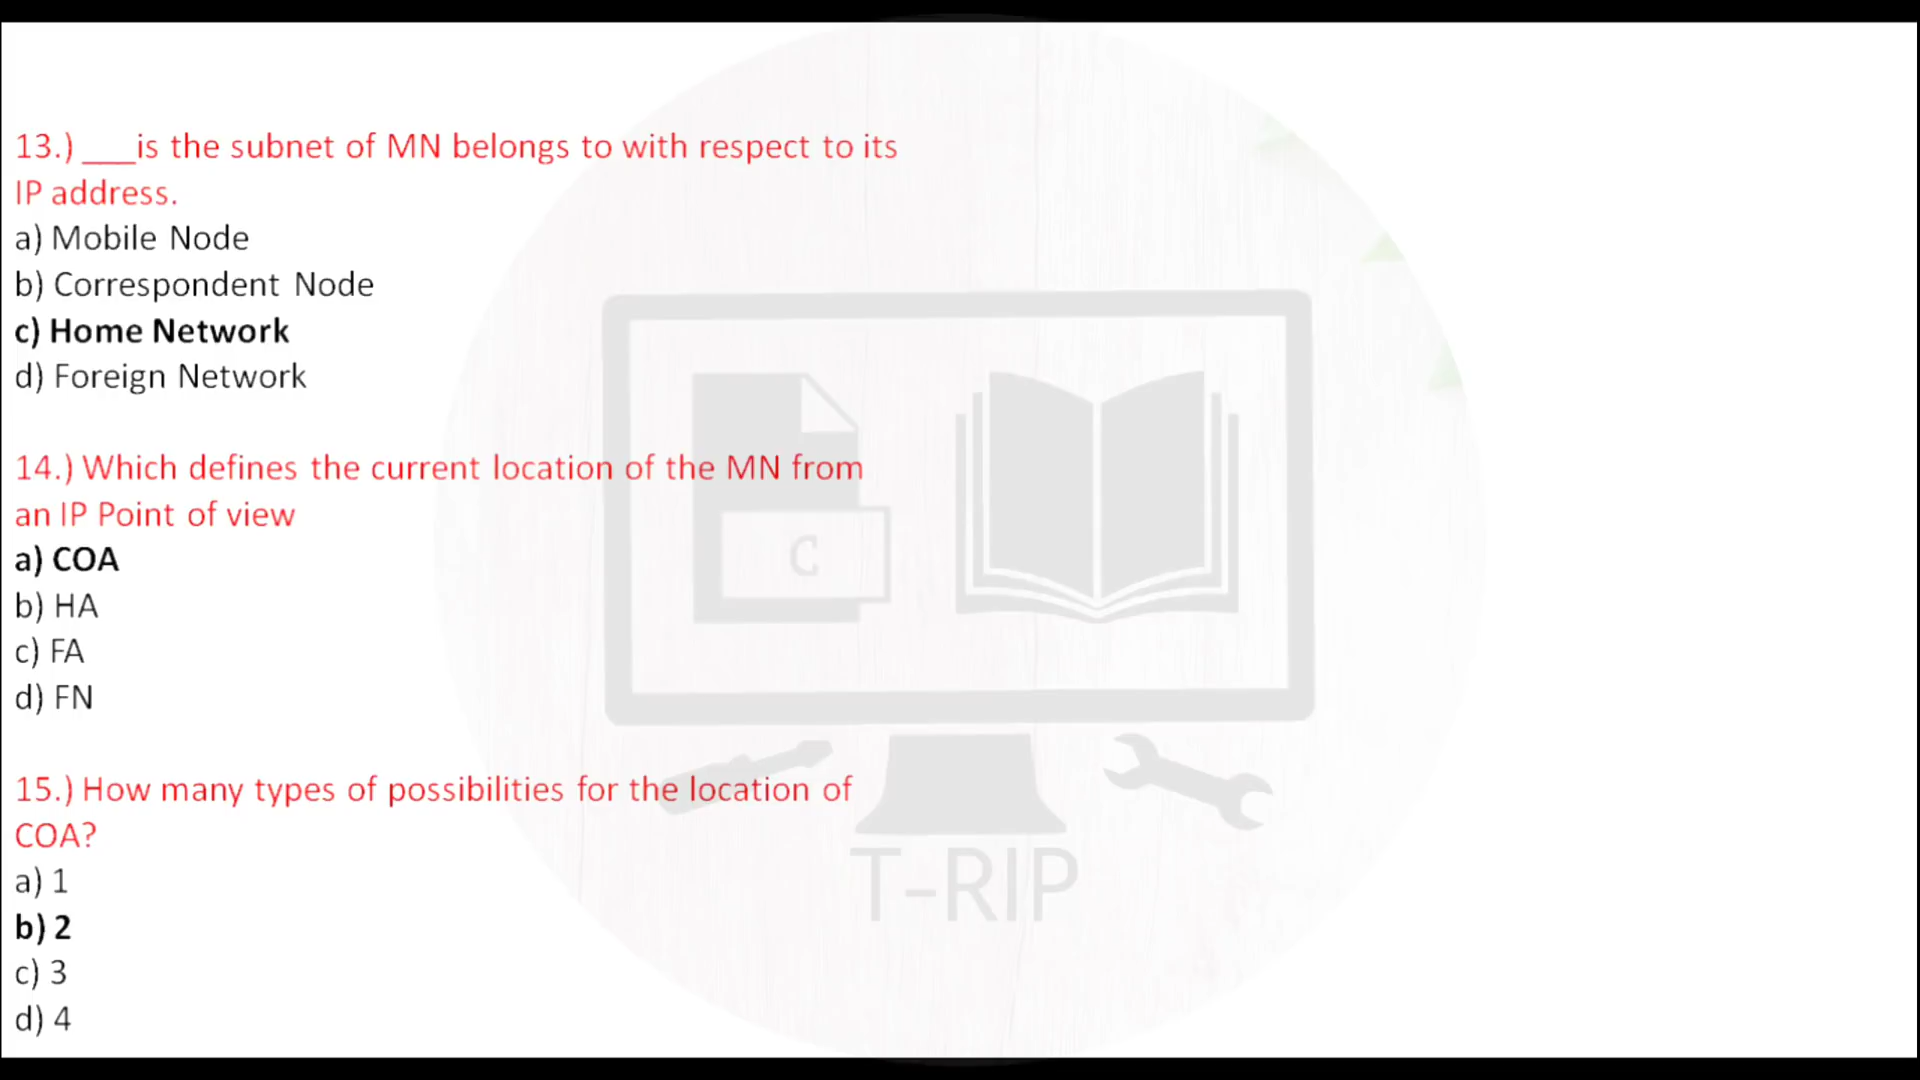 13.) ___is the subnet of MN belongs to with respect to its
IP address.
a) Mobile Node
b) Correspondent Node
c) Home Network
d) Foreign Network
14.) Which defines the current location of the MN from
an IP Point of view
a) COA
b) HA
c) FA
d) FN
15.) How many types of possibilities for the location of
COA?
a) 1
b) 2
c) 3
d) 4
C
T-RIP